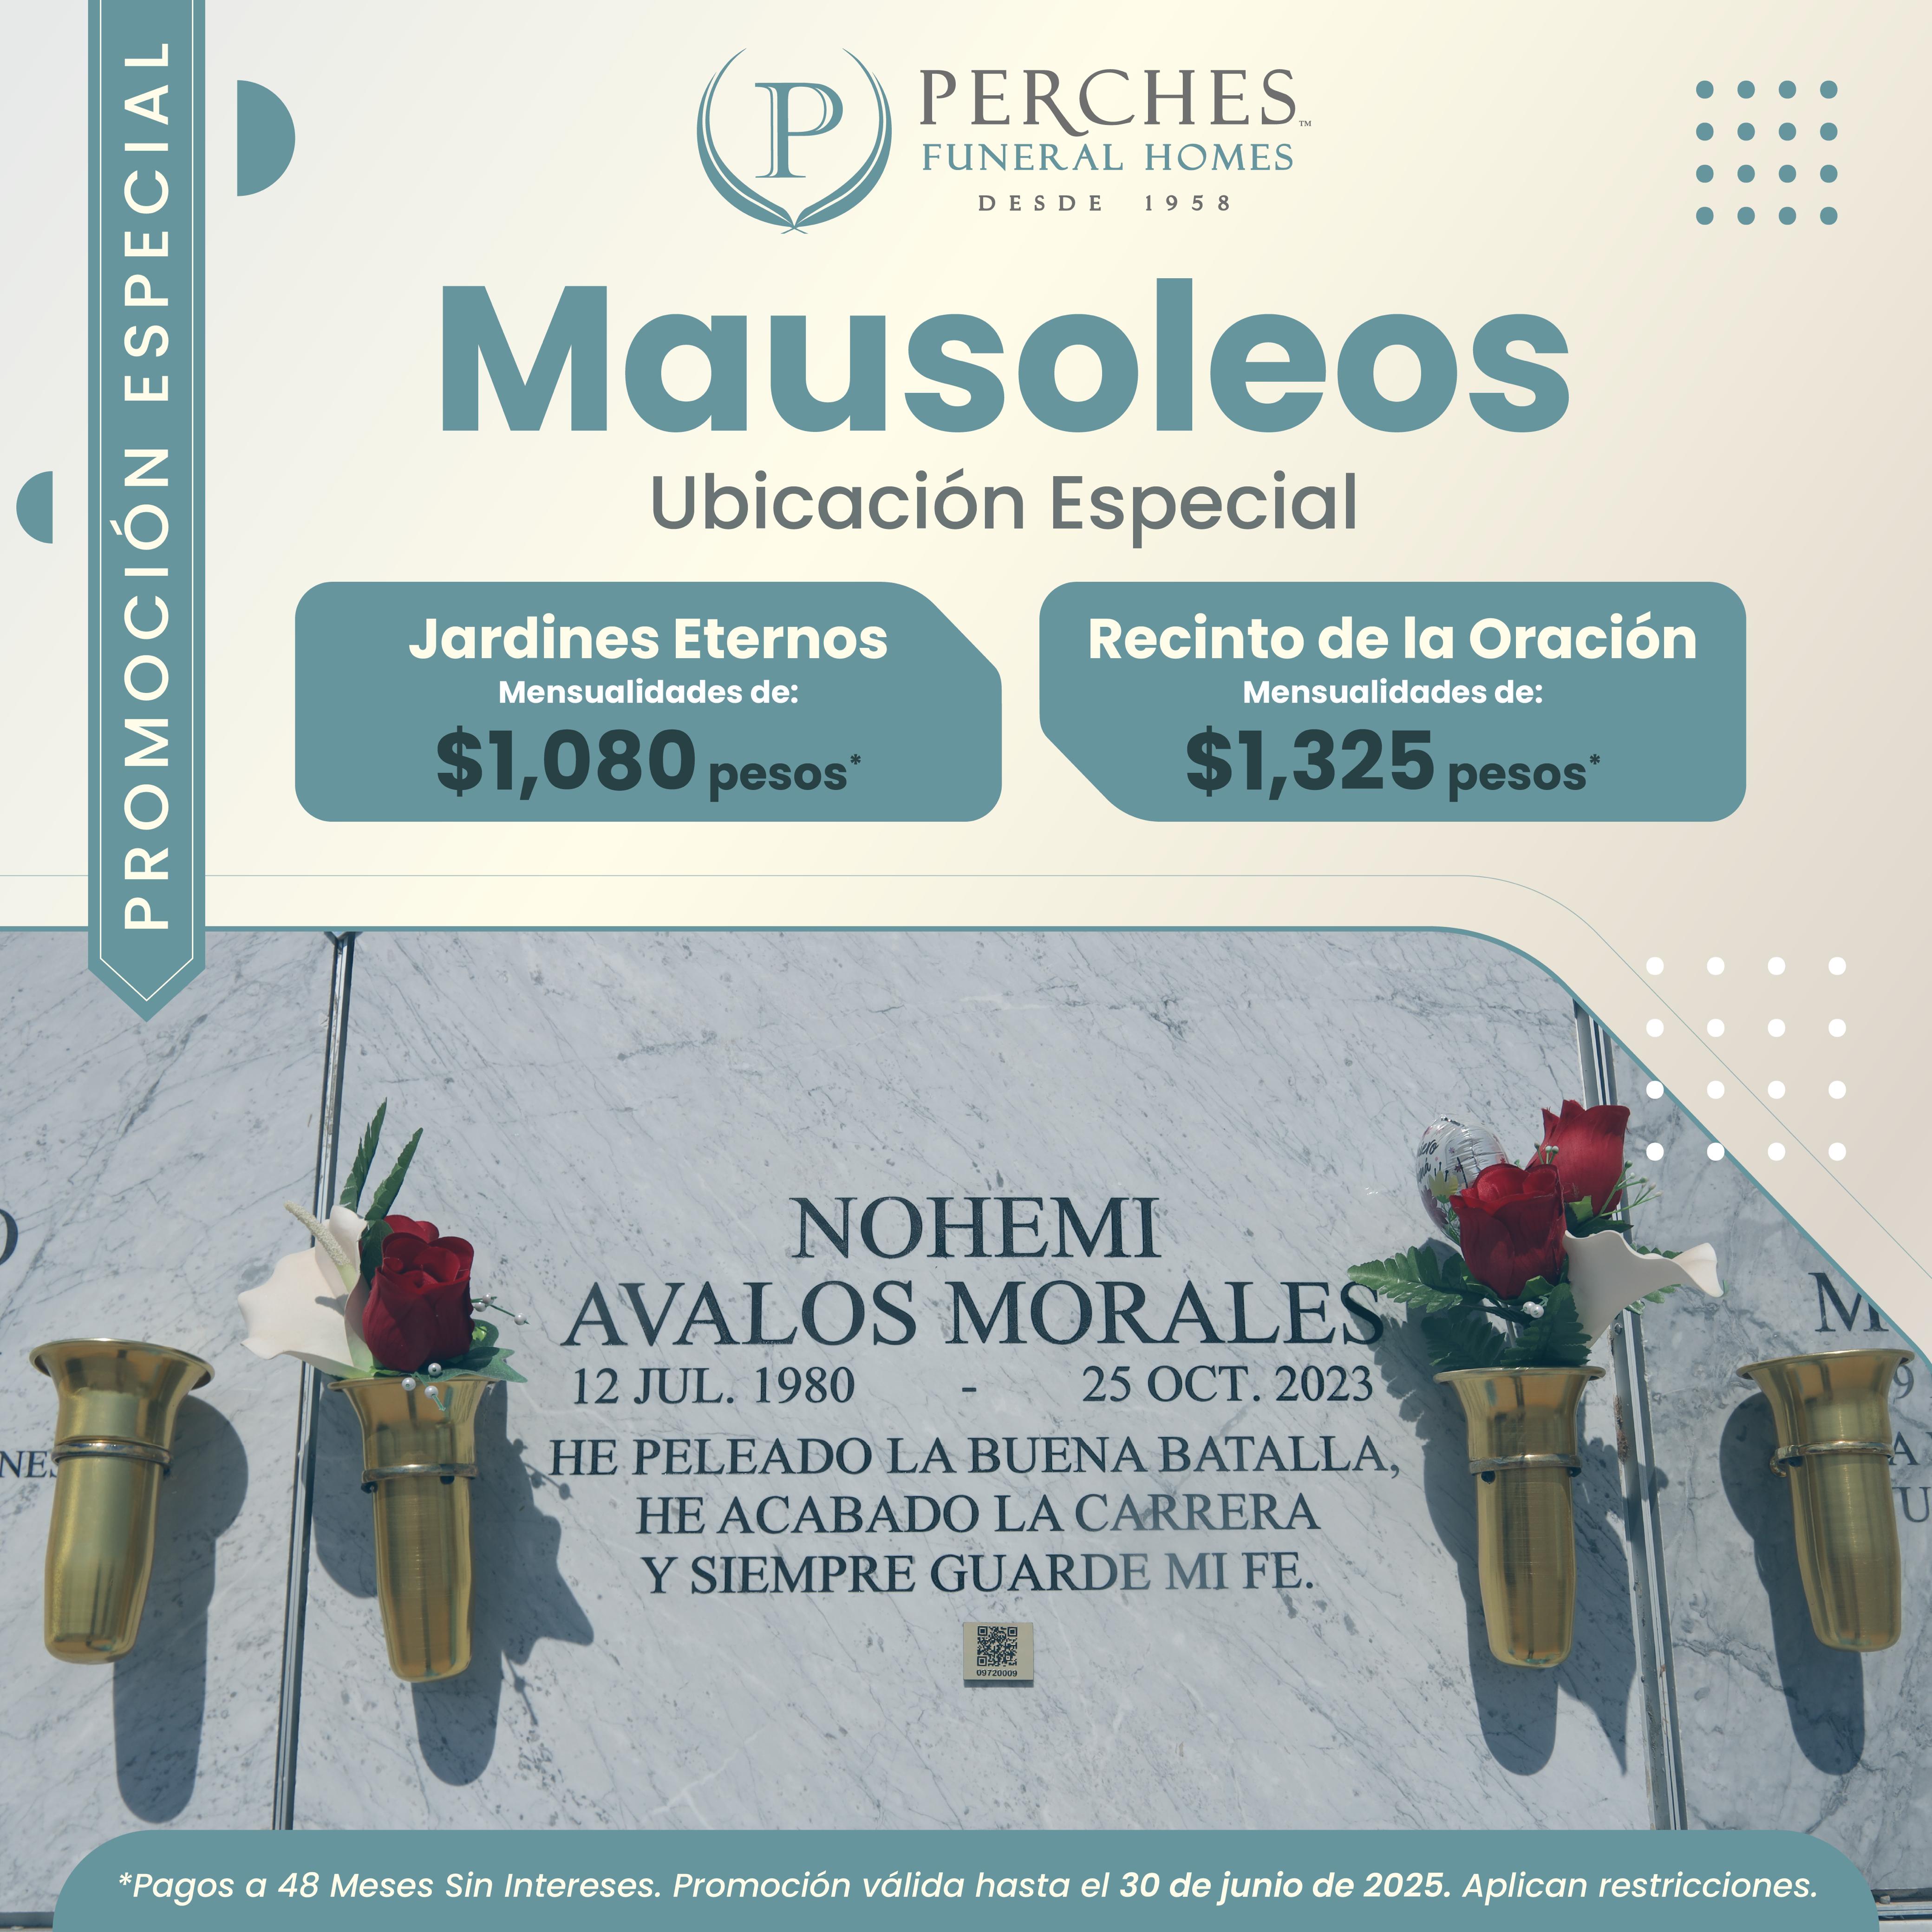 PROMOCIÓN ESPECIAL
P
PERCHES™
FUNERAL HOMES
DESDE 1958
Mausoleos
Ubicación Especial
Jardines Eternos
Mensualidades de:
$1,080 pesos*
Recinto de la Oración
Mensualidades de:
$1,325 pesos*
NOHEMI
AVALOS MORALES
12 JUL. 1980 - 25 OCT. 2023
HE PELEADO LA BUENA BATALLA,
HE ACABADO LA CARRERA
Y SIEMPRE GUARDE MI FE.
09720009
*Pagos a 48 Meses Sin Intereses. Promoción válida hasta el 30 de junio de 2025. Aplican restricciones.